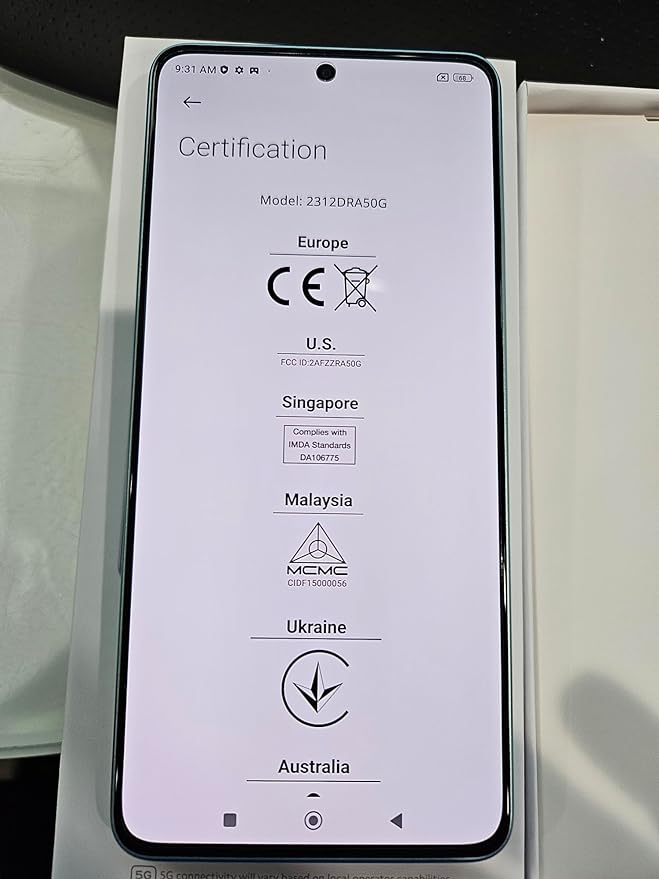 9:31 AM
68
Certification
Model: 2312DRA50G
Europe
CE
U.S.
FCC ID:2AFZZRA50G
Singapore
Complies with
IMDA Standards
DA106775
Malaysia
MCMC
CIDF15000056
Ukraine
Australia
5G 5G connectivity will vary based on local operator capabilities